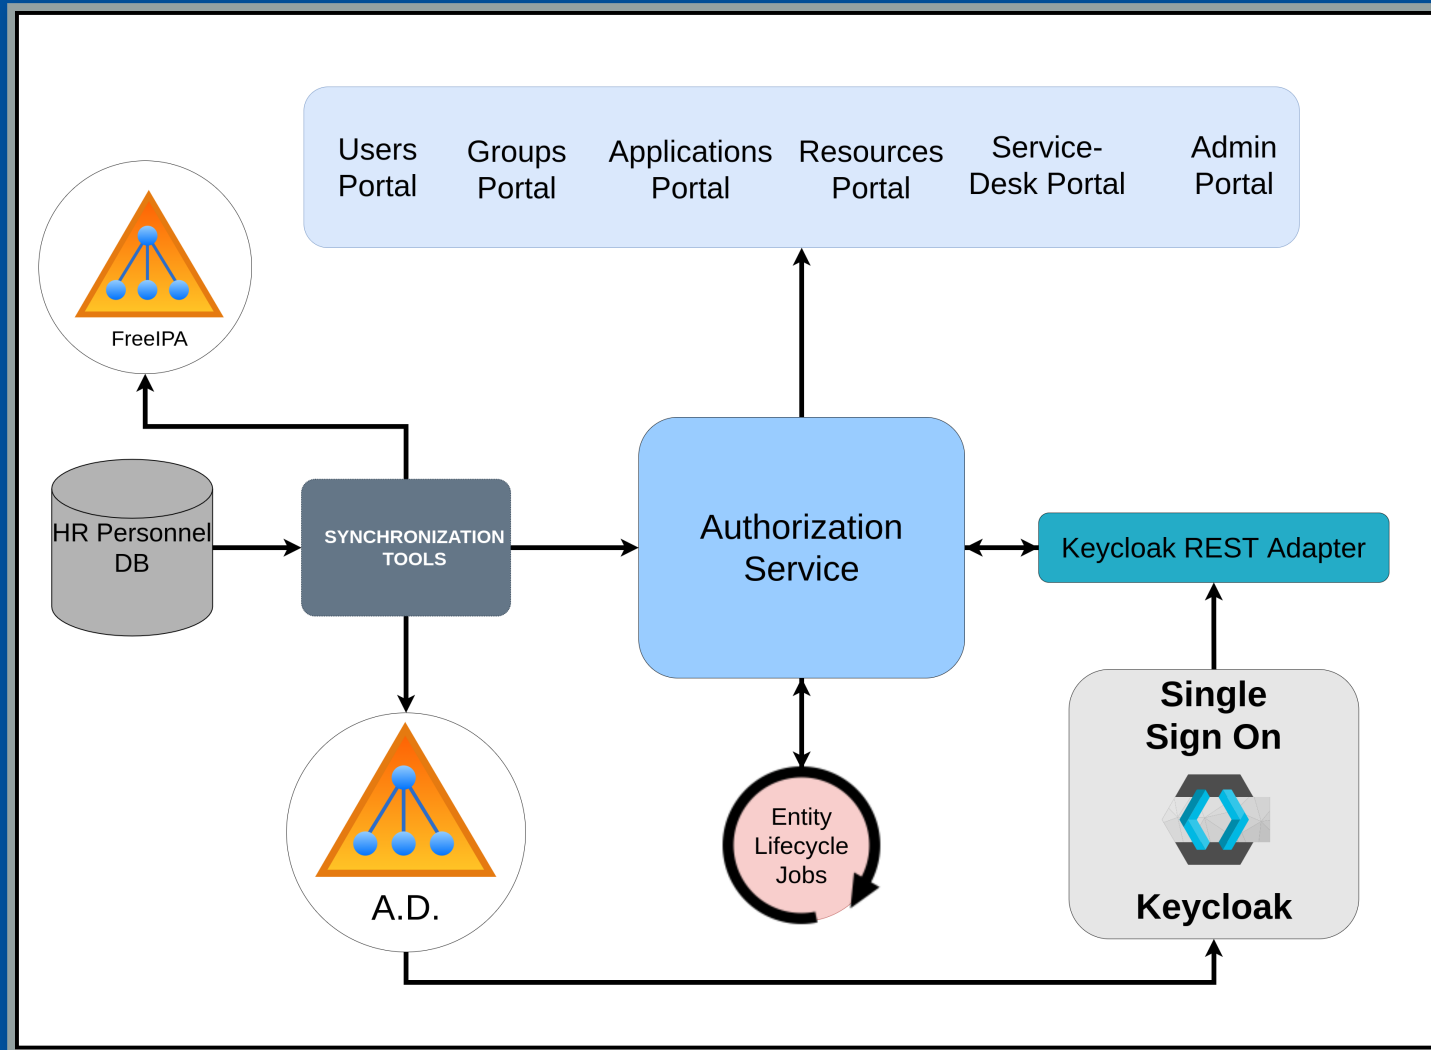 Users
Portal
Groups
Portal
Applications
Portal
Resources
Portal
Service-
Desk Portal
Admin
Portal
FreeIPA
HR Personnel
DB
SYNCHRONIZATION
TOOLS
Authorization
Service
Keycloak REST Adapter
Single
Sign On
Keycloak
Entity
Lifecycle
Jobs
A.D.